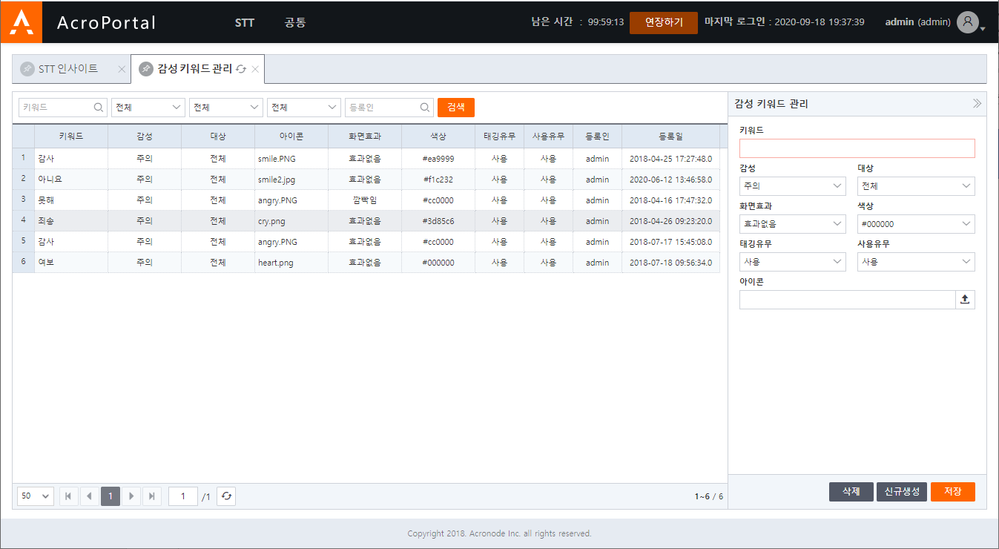 AcroPortal STT 공통 남은 시간 : 99:59:13 연장하기 마지막 로그인 : 2020-09-18 19:37:39 admin (admin)
STT 인사이트 감성 키워드 관리
키워드 전체 전체 전체 등록인 검색
키워드 감성 대상 아이콘 화면효과 색상 태깅유무 사용유무 등록인 등록일
1 감사 주의 전체 smile.PNG 효과없음 #ea9999 사용 사용 admin 2018-04-25 17:27:48.0
2 아니요 주의 전체 smile2.jpg 효과없음 #f1c232 사용 사용 admin 2020-06-12 13:46:58.0
3 못해 주의 전체 angry.PNG 깜빡임 #cc0000 사용 사용 admin 2018-04-16 17:47:32.0
4 죄송 주의 전체 cry.png 효과없음 #3d85c6 사용 사용 admin 2018-04-26 09:23:20.0
5 감사 주의 전체 angry.PNG 효과없음 #cc0000 사용 사용 admin 2018-07-17 15:45:08.0
6 여보 주의 전체 heart.png 효과없음 #000000 사용 사용 admin 2018-07-18 09:56:34.0
50 1 1 /1 1~6 / 6
감성 키워드 관리
키워드
감성 대상
주의 전체
화면효과 색상
효과없음 #000000
태깅유무 사용유무
사용 사용
아이콘
삭제 신규생성 저장
Copyright 2018. Acronode Inc. all rights reserved.